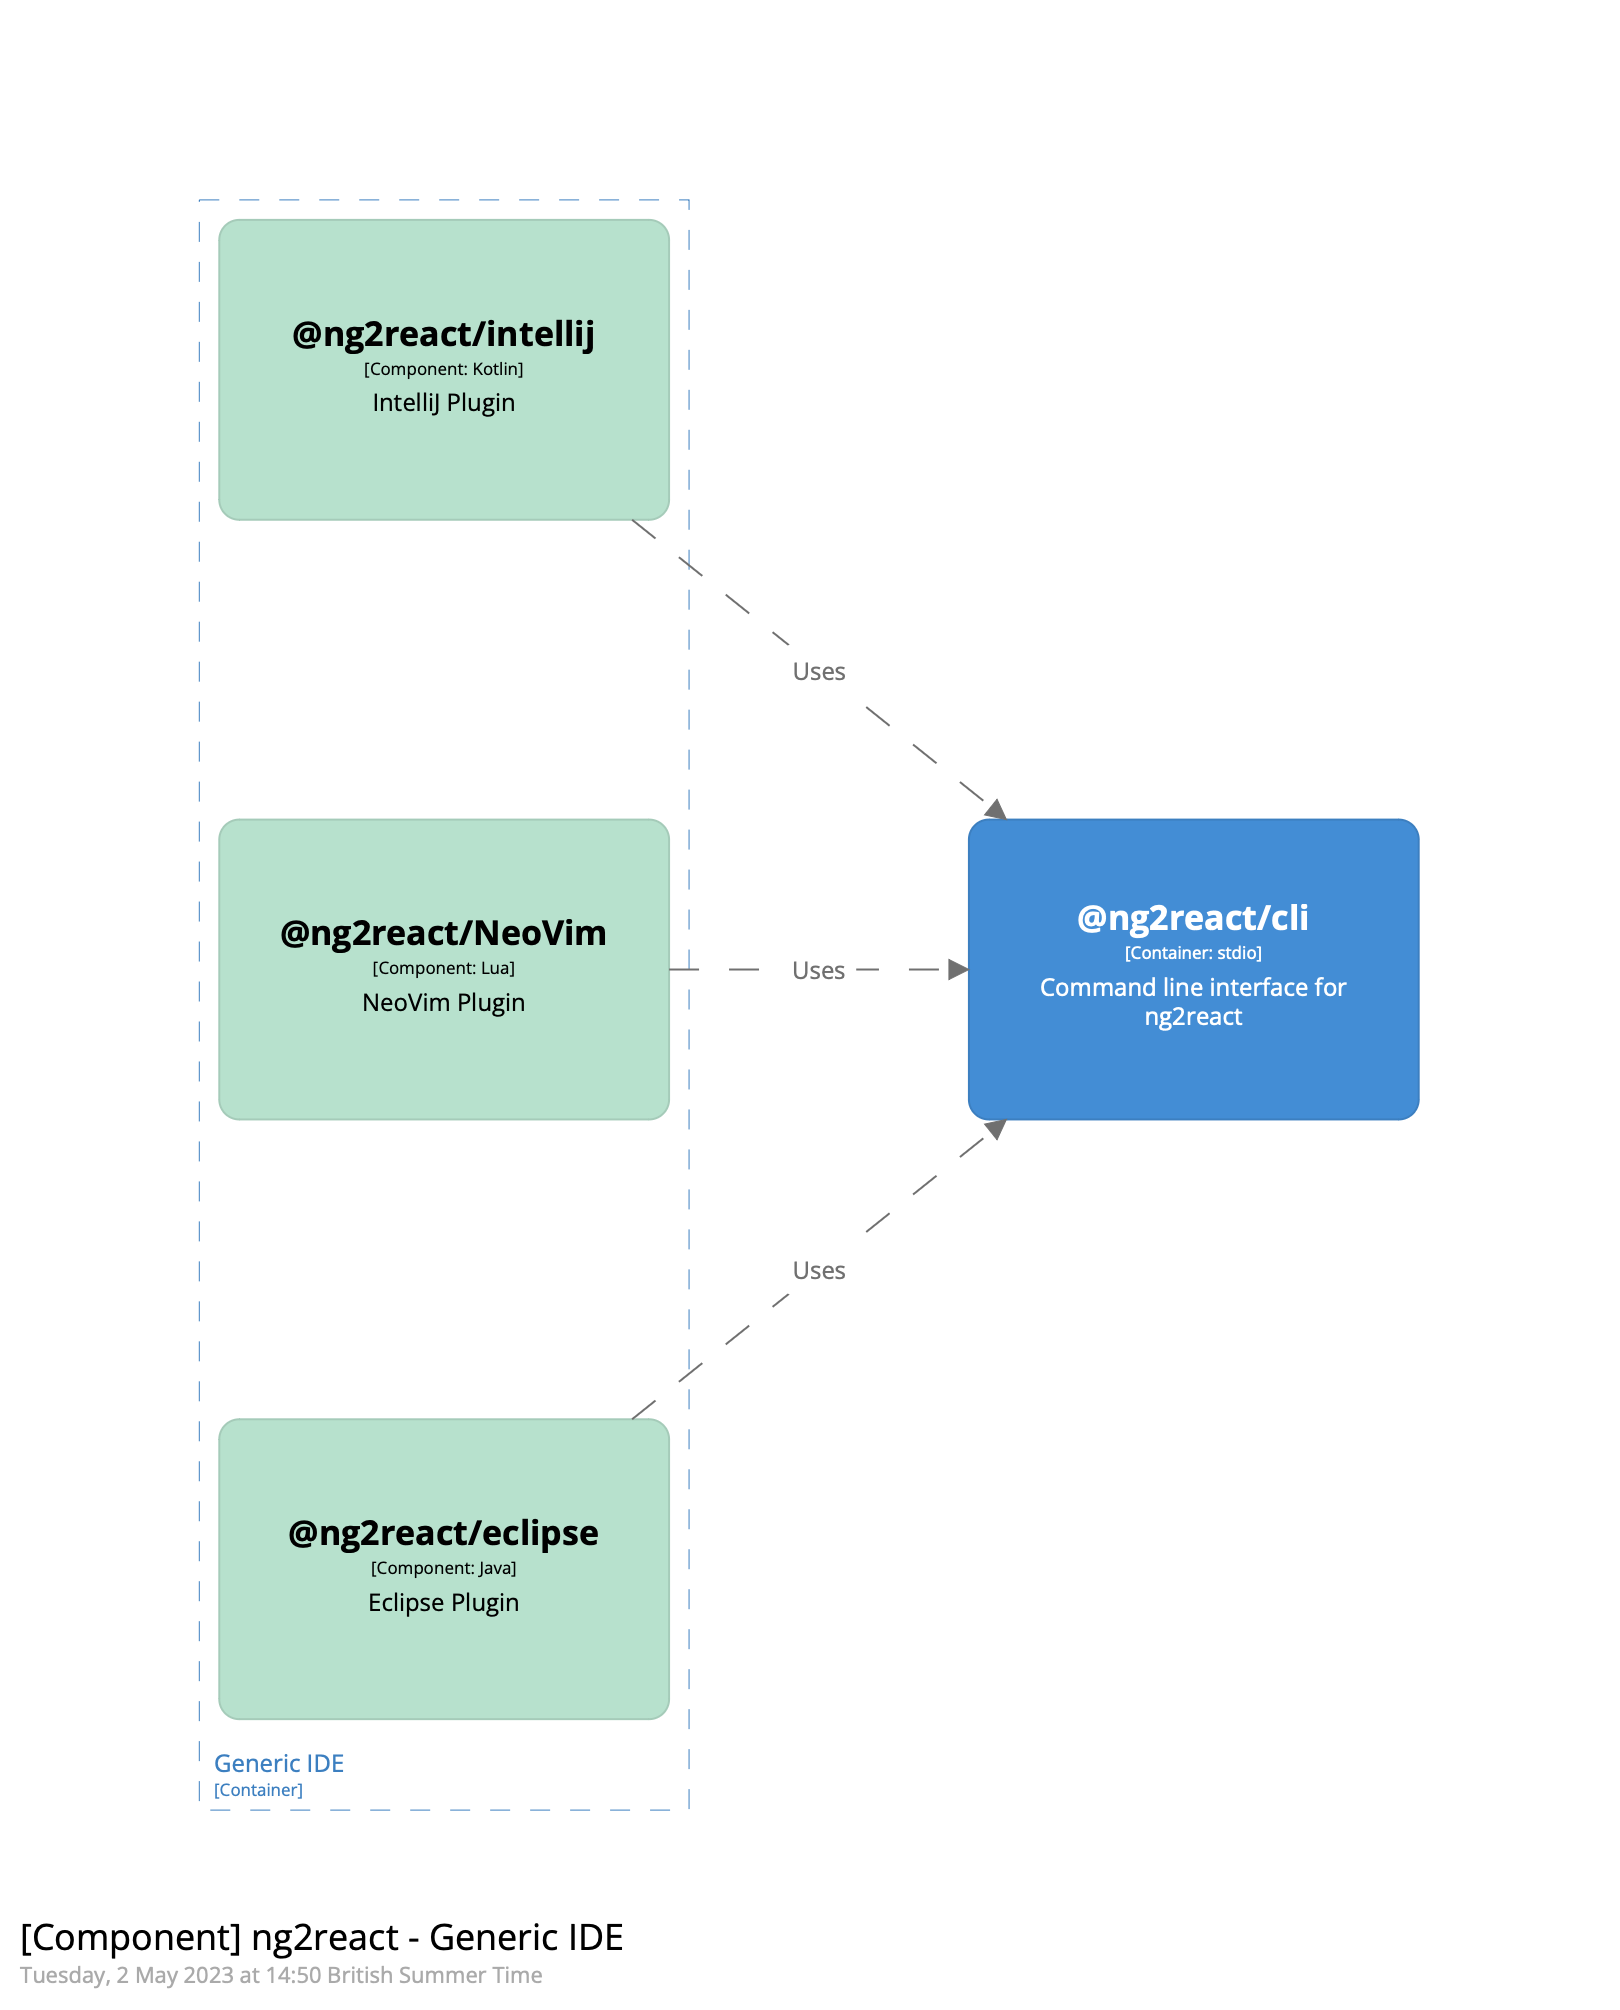 @ng2react/intellij
[Component: Kotlin]
IntelliJ Plugin
Uses
@ng2react/NeoVim
[Component: Lua]
NeoVim Plugin
Uses
@ng2react/cli
[Container: stdio]
Command line interface for
ng2react
Uses
@ng2react/eclipse
[Component: Java]
Eclipse Plugin
Generic IDE
[Container]
[Component] ng2react - Generic IDE
Tuesday, 2 May 2023 at 14:50 British Summer Time